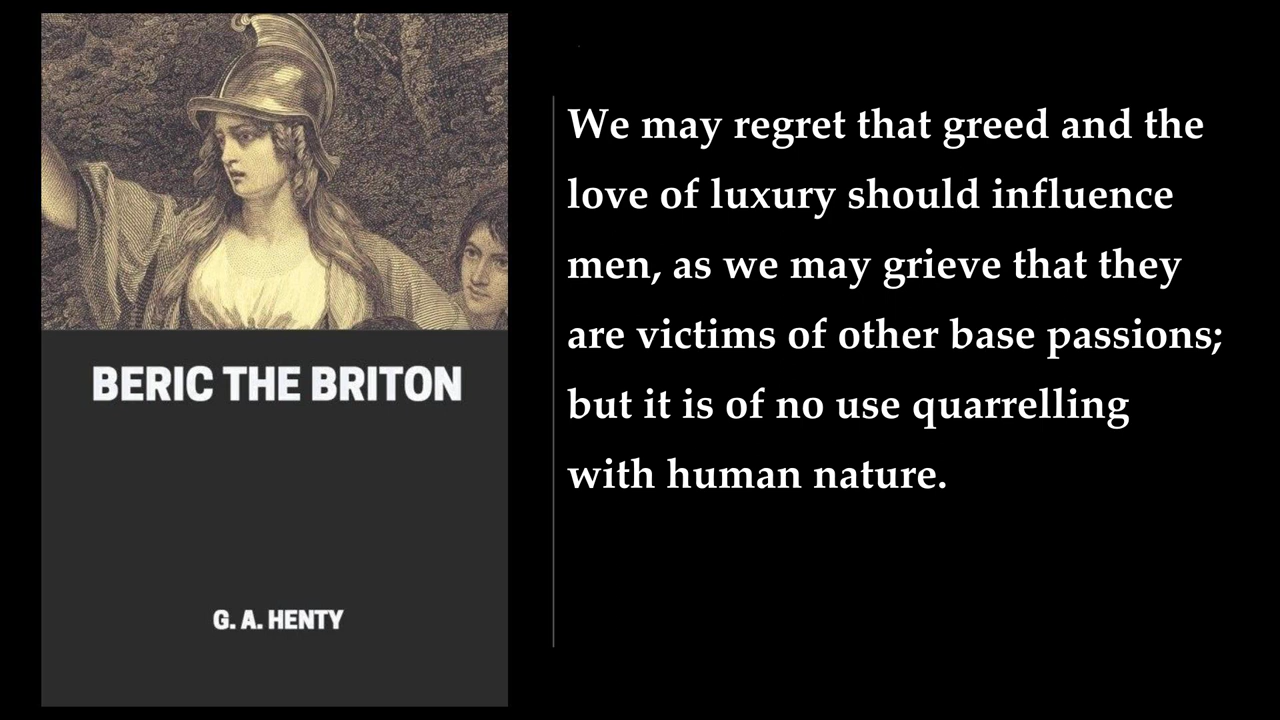 BERIC THE BRITON
G. A. HENTY
We may regret that greed and the
love of luxury should influence
men, as we may grieve that they
are victims of other base passions;
but it is of no use quarrelling
with human nature.